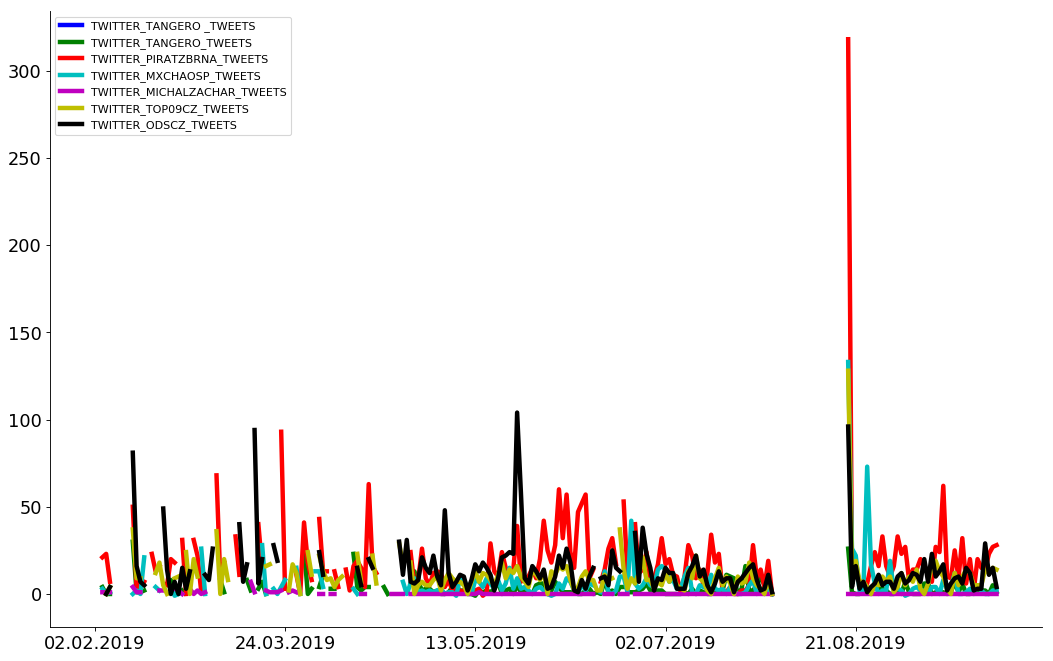 TWITTER_TANGERO _TWEETS
TWITTER_TANGERO_TWEETS
TWITTER_PIRATZBRNA_TWEETS
TWITTER_MXCHAOSP_TWEETS
TWITTER_MICHALZACHAR_TWEETS
TWITTER_TOP09CZ_TWEETS
TWITTER_ODSCZ_TWEETS
300
250
200
150
100
50
0
02.02.2019 24.03.2019 13.05.2019 02.07.2019 21.08.2019